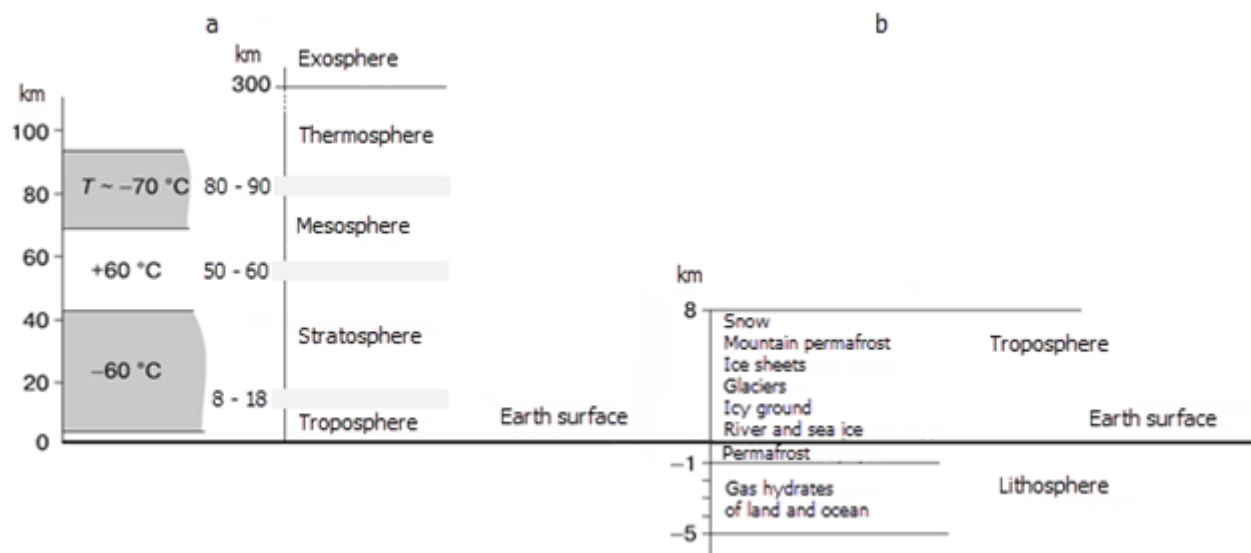 a
km
Exosphere
300
km
100
Thermosphere
T ~ −70 °C
80 - 90
80
Mesosphere
60
+60 °C
50 - 60
40
Stratosphere
−60 °C
20
8 - 18
Troposphere
Earth surface
0
b
km
8
Snow
Mountain permafrost
Troposphere
Ice sheets
Glaciers
Icy ground
Earth surface
River and sea ice
Permafrost
−1
Gas hydrates
of land and ocean
Lithosphere
−5